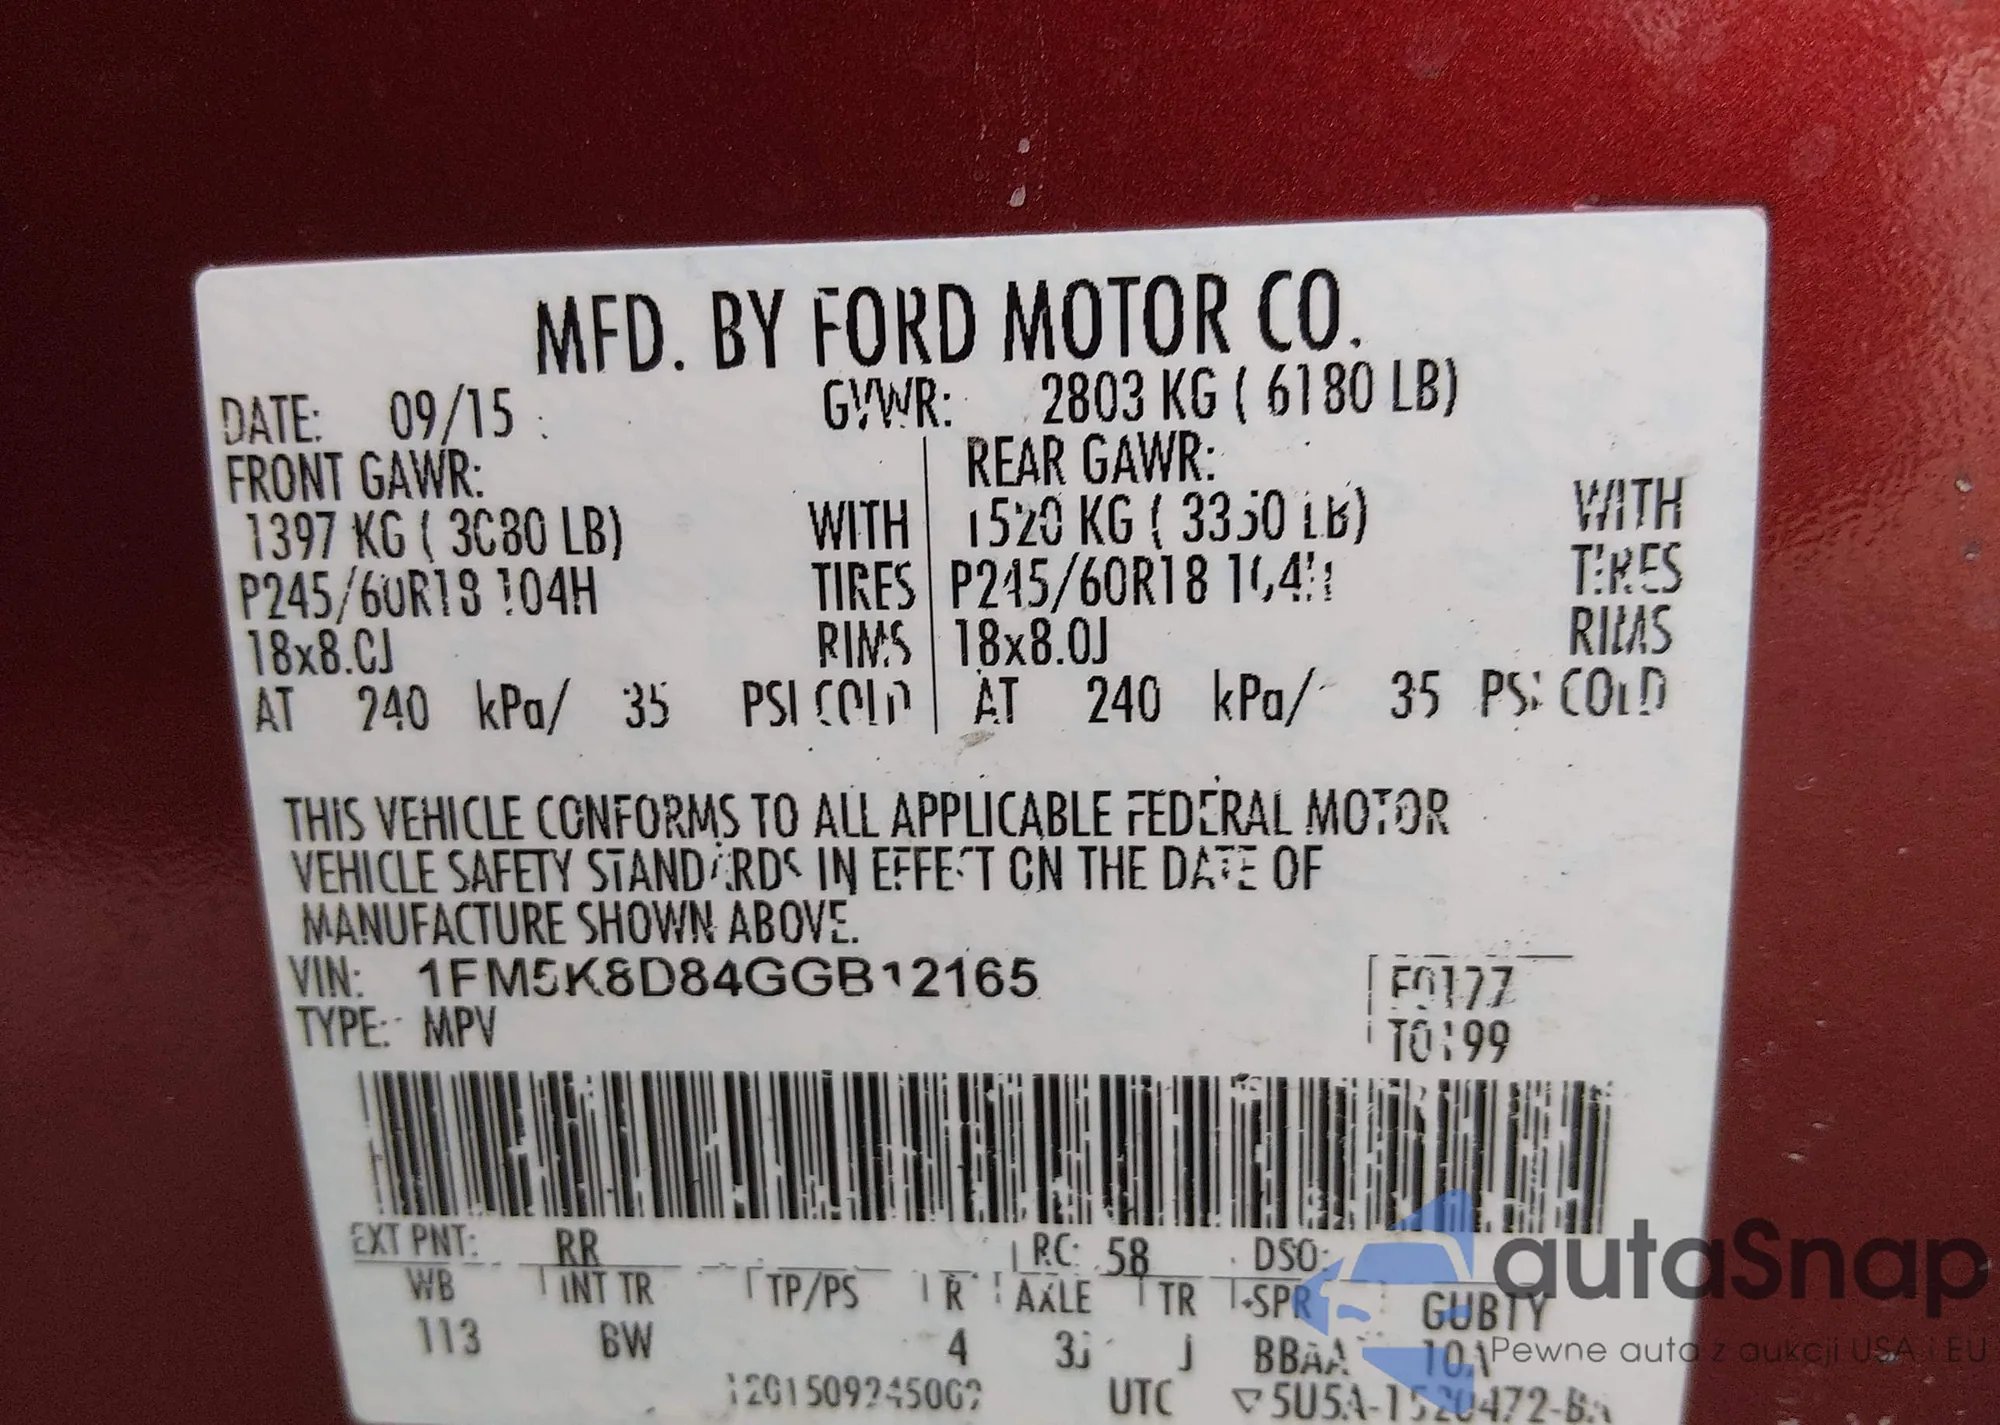 MFD. BY FORD MOTOR CO.
DATE: 09/15 GVWR: 2803 KG ( 6180 LB)
FRONT GAWR: REAR GAWR:
1397 KG ( 3080 LB) WITH 1520 KG ( 3350 LB) WITH
P245/60R18 104H TIRES P245/60R18 104H TIRES
18x8.0J RIMS 18x8.0J RIMS
AT 240 kPa/ 35 PSI COLD AT 240 kPa/ 35 PSI COLD
THIS VEHICLE CONFORMS TO ALL APPLICABLE FEDERAL MOTOR
VEHICLE SAFETY STANDARDS IN EFFECT ON THE DATE OF
MANUFACTURE SHOWN ABOVE.
VIN: 1FM5K8D84GGB12165 F0177
TYPE: MPV T0199
EXT PNT: RR RC: 58 DSO:
WB INT TR TP/PS R AXLE TR SPR GUBTY
113 BW 4 J BBAA 10A
UTC
autaSnap
Pewne auta z aukcji USA i EU